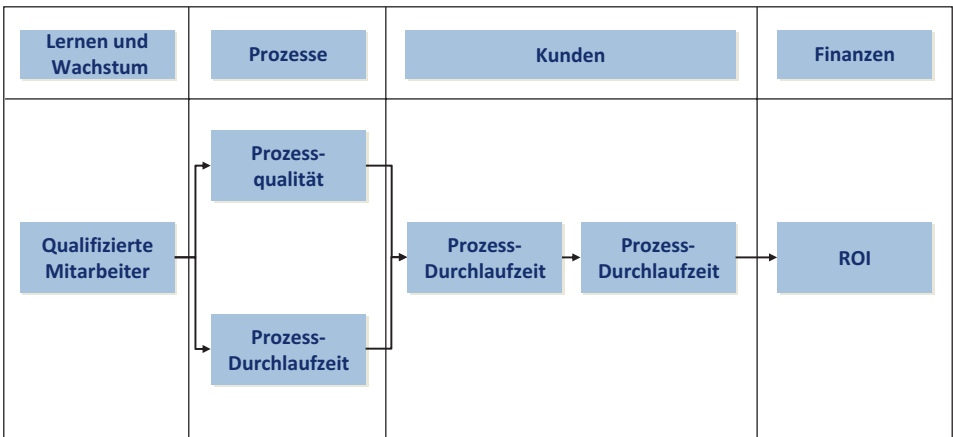 Lernen und
Wachstum
Prozesse
Kunden
Finanzen
Prozess-
qualität
Qualifizierte
Mitarbeiter
Prozess-
Durchlaufzeit
Prozess-
Durchlaufzeit
ROI
Prozess-
Durchlaufzeit